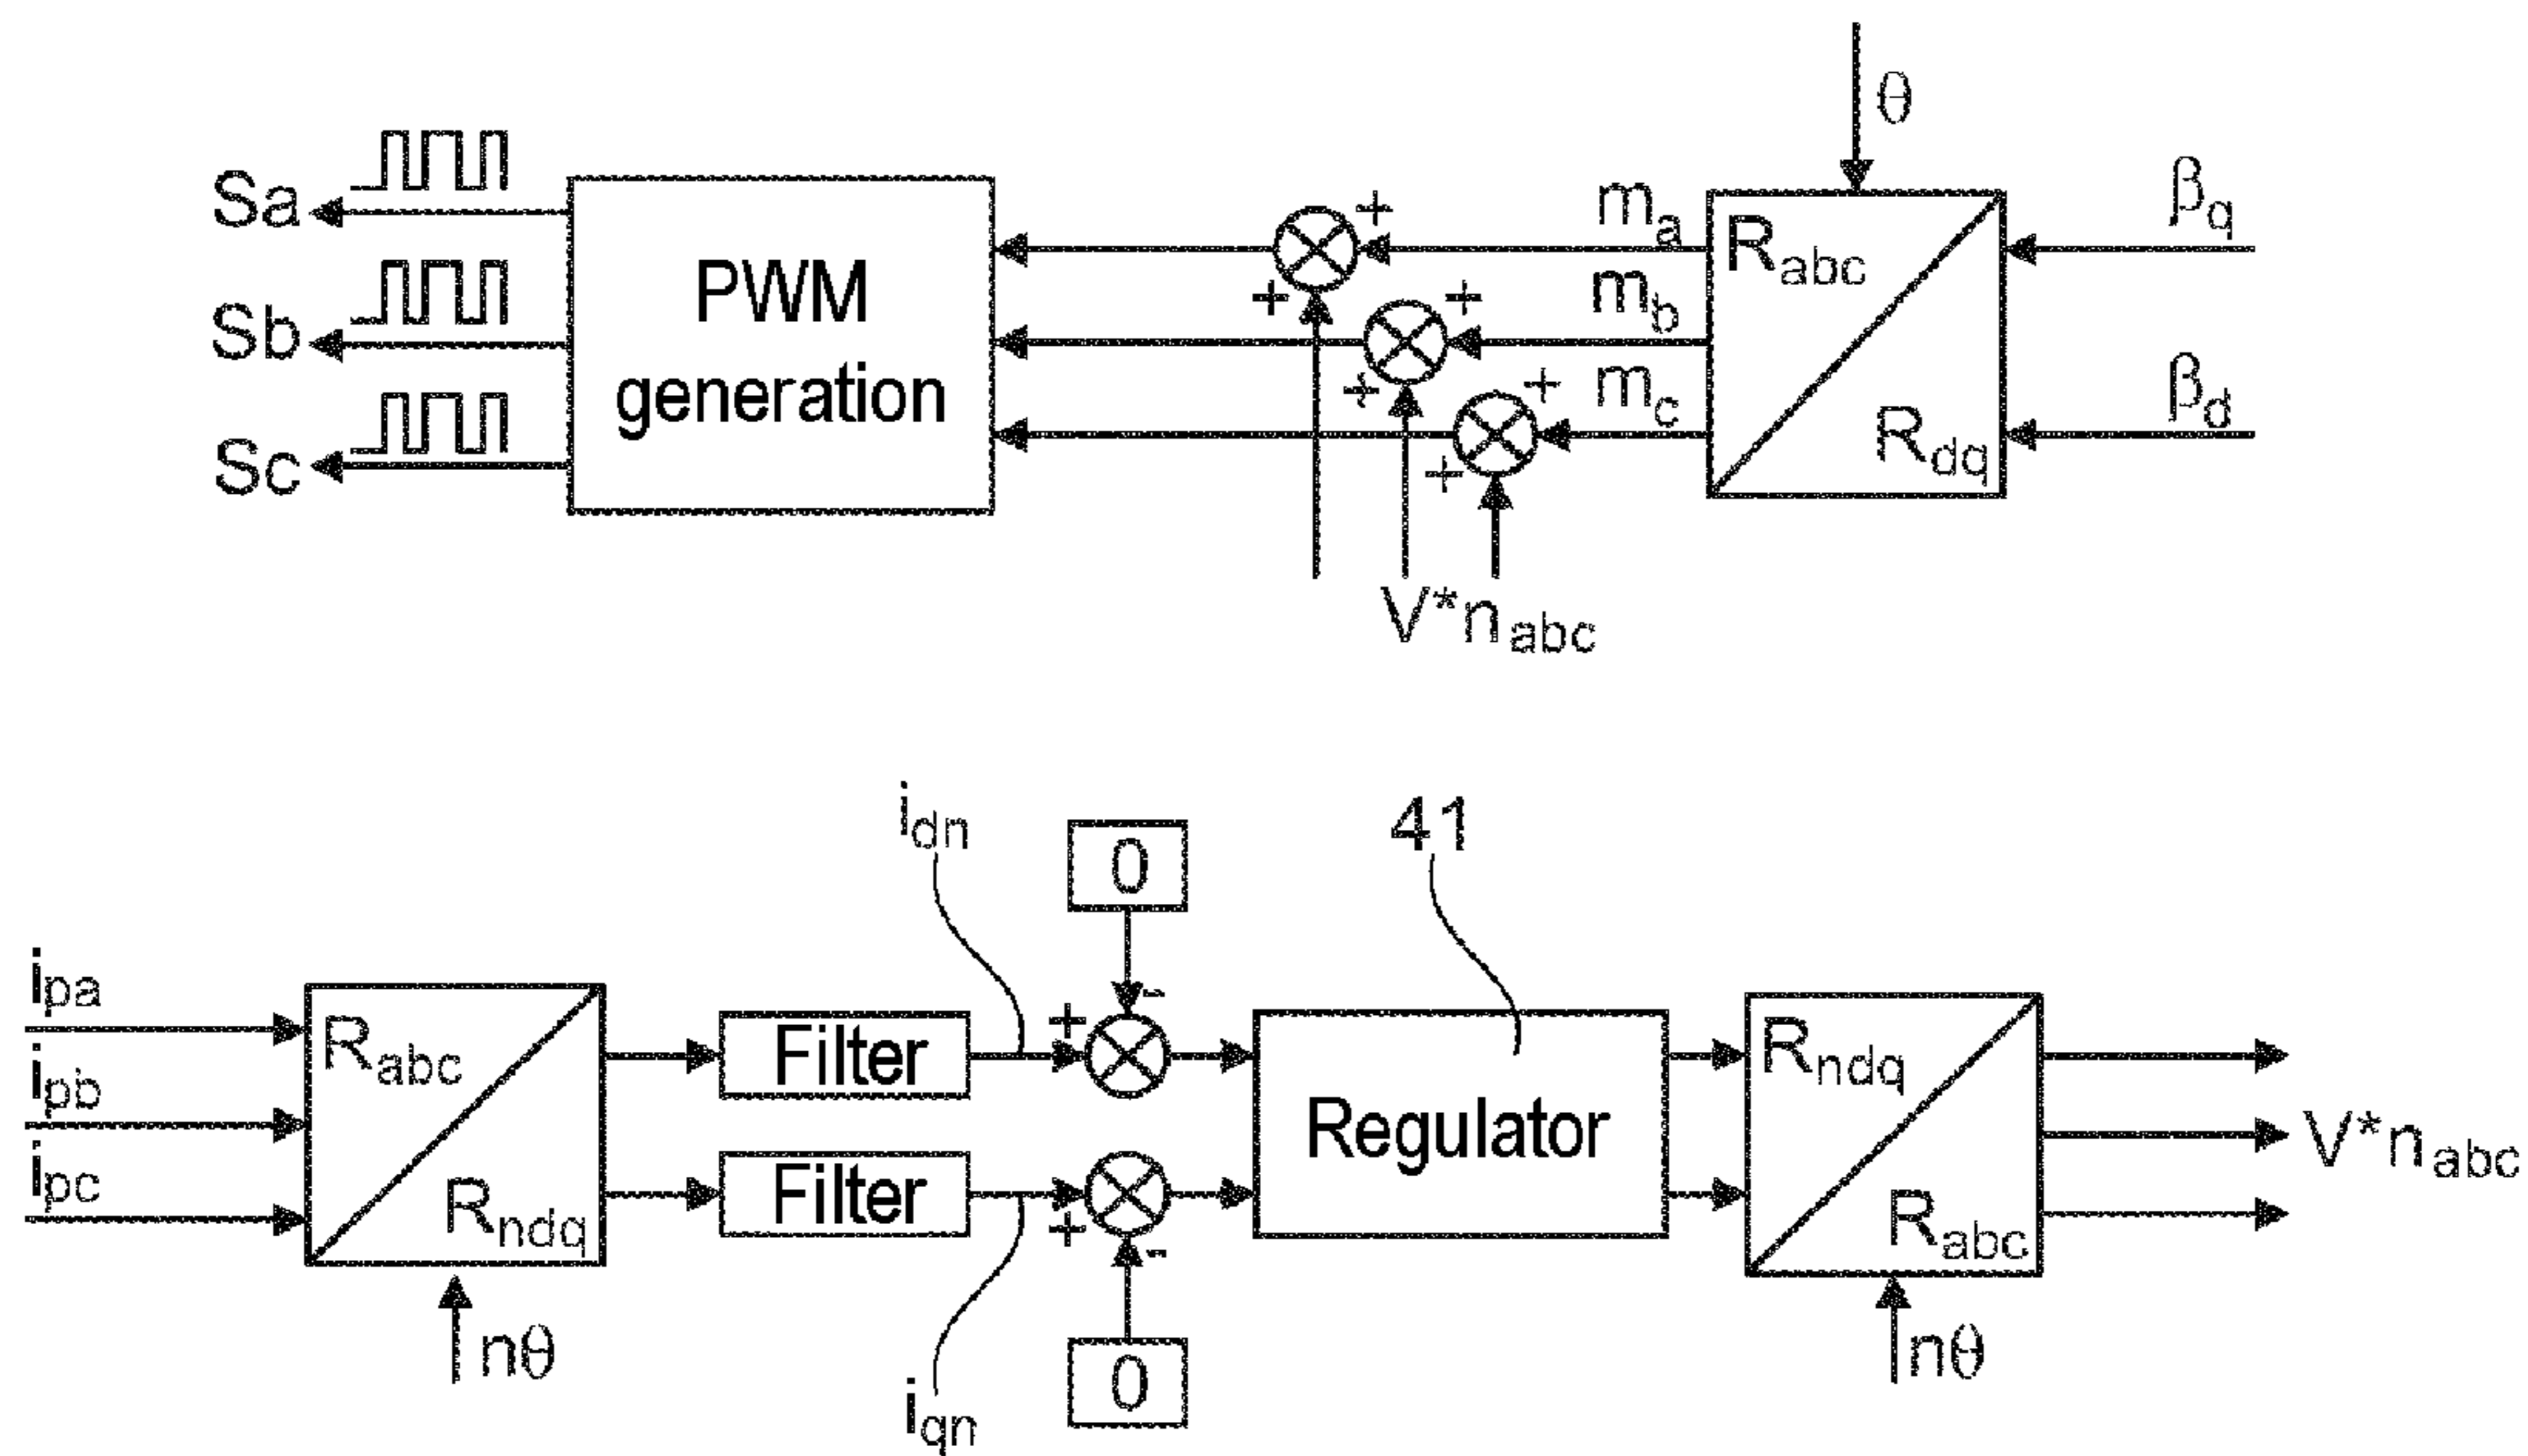 θ
Sa
Sb
Sc
PWM
generation
+
+
+
+
+
+
m_a
m_b
m_c
R_abc
R_dq
β_q
β_d
V*n_abc
i_dn
0
41
i_pa
i_pb
i_pc
R_abc
R_ndq
nθ
Filter
Filter
+
-
+
-
Regulator
R_ndq
R_abc
nθ
V*n_abc
i_qn
0